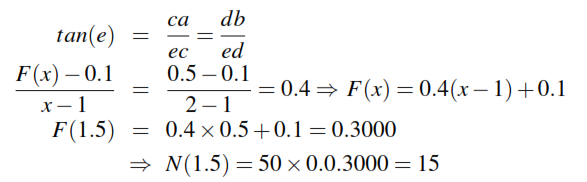 tan(e) = ca/ec = db/ed
F(x) − 0.1/x − 1 = 0.5 − 0.1/2 − 1 = 0.4 ⇒ F(x) = 0.4(x − 1) + 0.1
F(1.5) = 0.4 × 0.5 + 0.1 = 0.3000
⇒ N(1.5) = 50 × 0.0.3000 = 15